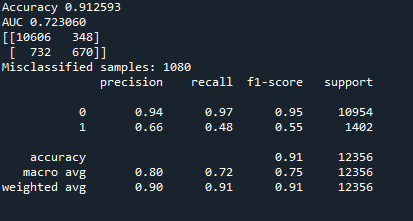 Accuracy 0.912593
AUC 0.723060
[[10606 348]
[ 732 670]]
Misclassified samples: 1080
precision recall f1-score support
0 0.94 0.97 0.95 10954
1 0.66 0.48 0.55 1402
accuracy 0.91 12356
macro avg 0.80 0.72 0.75 12356
weighted avg 0.90 0.91 0.91 12356